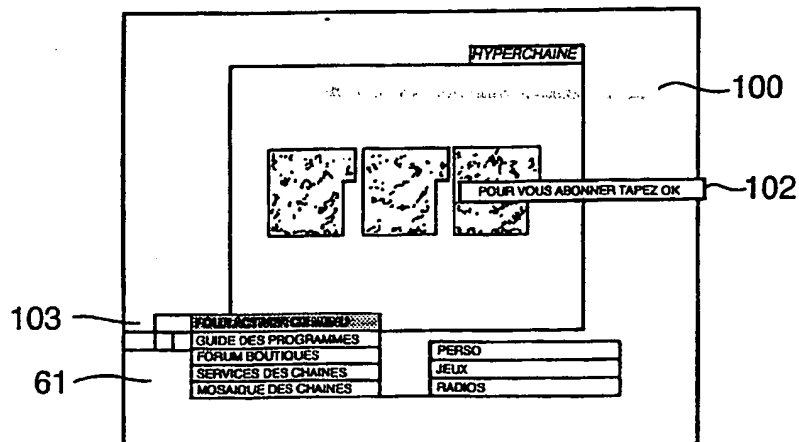 HYPERCHAINE
100
POUR VOUS ABONNER TAPEZ OK
102
103
GUIDE DES PROGRAMMES
FORUM BOUTIQUES
SERVICES DES CHAINES
MOSAIQUE DES CHAINES
61
PERSO
JEUX
RADIOS